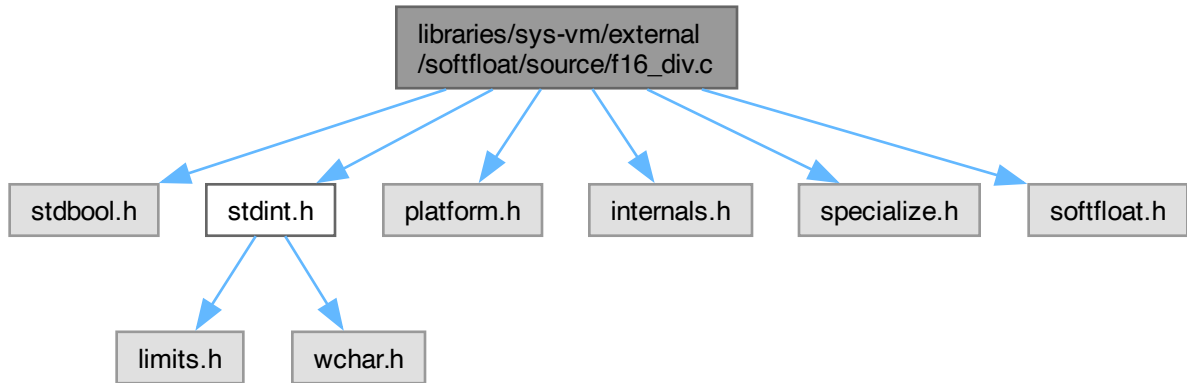 libraries/sys-vm/external
/softfloat/source/f16_div.c
stdbool.h
stdint.h
platform.h
internals.h
specialize.h
softfloat.h
limits.h
wchar.h